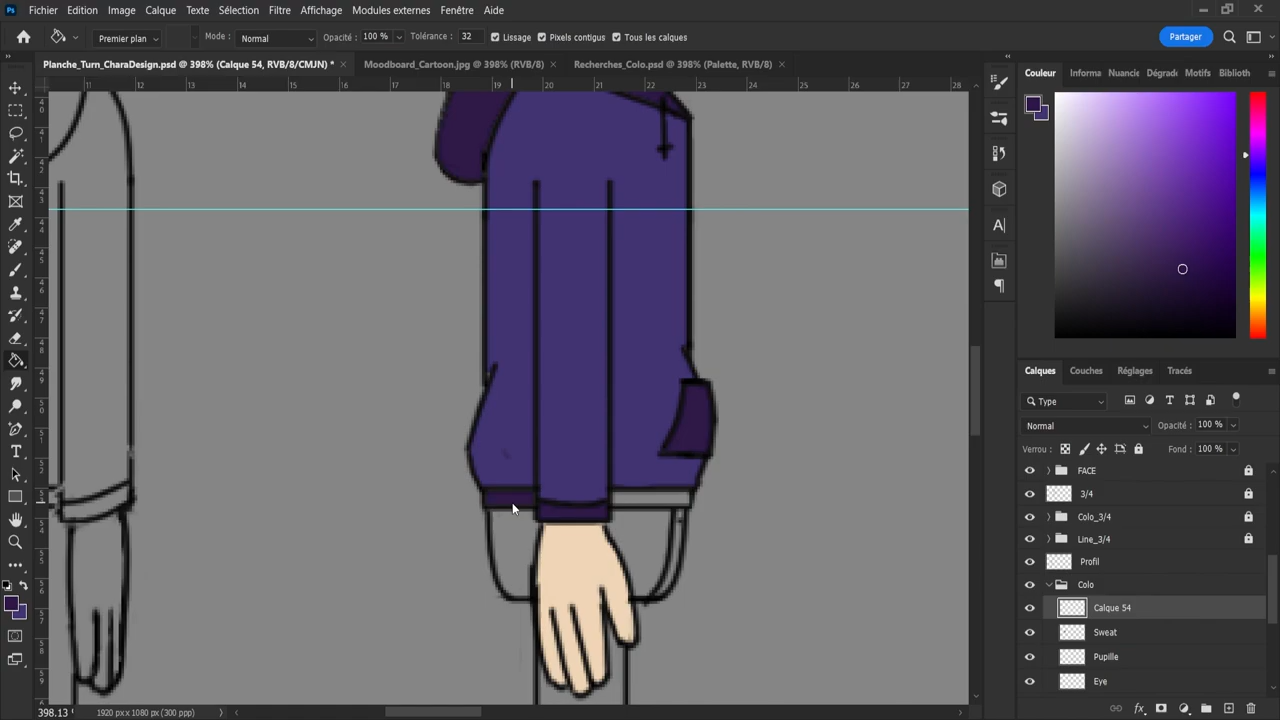 Ps Fichier Edition Image Calque Texte Sélection Filtre Affichage Modules externes Fenêtre Aide
Premier plan Mode: Normal Opacité: 100 % Tolérance: 32 Lissage Pixels contigus Tous les calques Partager
Planche_Turn_CharaDesign.psd @ 398% (Calque 54, RVB/8/CMJN) * Moodboard_Cartoon.jpg @ 398% (RVB/8) Recherches_Colo.psd @ 398% (Palette, RVB/8)
11 12 13 14 15 16 17 18 19 20 21 22 23 24 25 26 27 28
Couleur Informa Nuancie Dégradé Motifs Biblioth
Calques Couches Réglages Tracés
Type
Normal Opacité: 100 %
Verrou: Fond: 100 %
FACE
3/4
Colo_3/4
Line_3/4
Profil
Colo
Calque 54
Sweat
Pupille
Eye
398.13 1920 px x 1080 px (300 ppp)